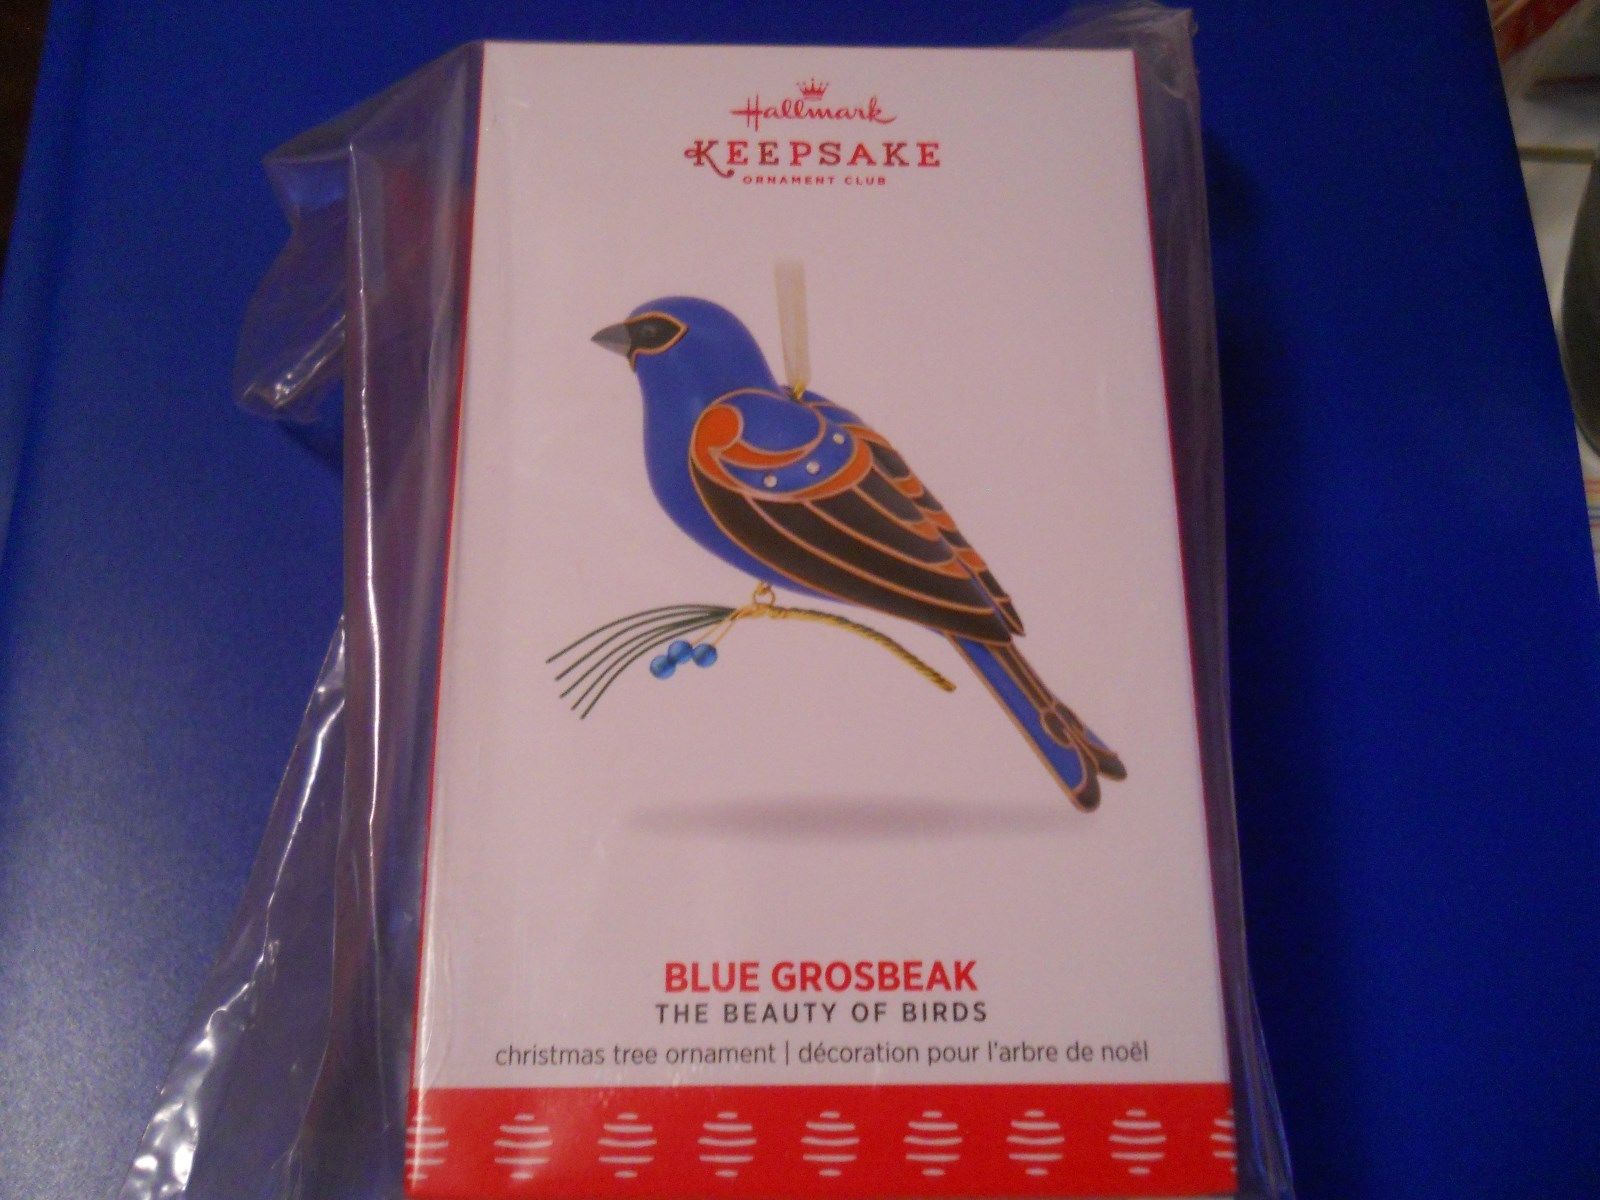 Hallmark
KEEPSAKE
ORNAMENT CLUB
BLUE GROSBEAK
THE BEAUTY OF BIRDS
christmas tree ornament | décoration pour l'arbre de noël